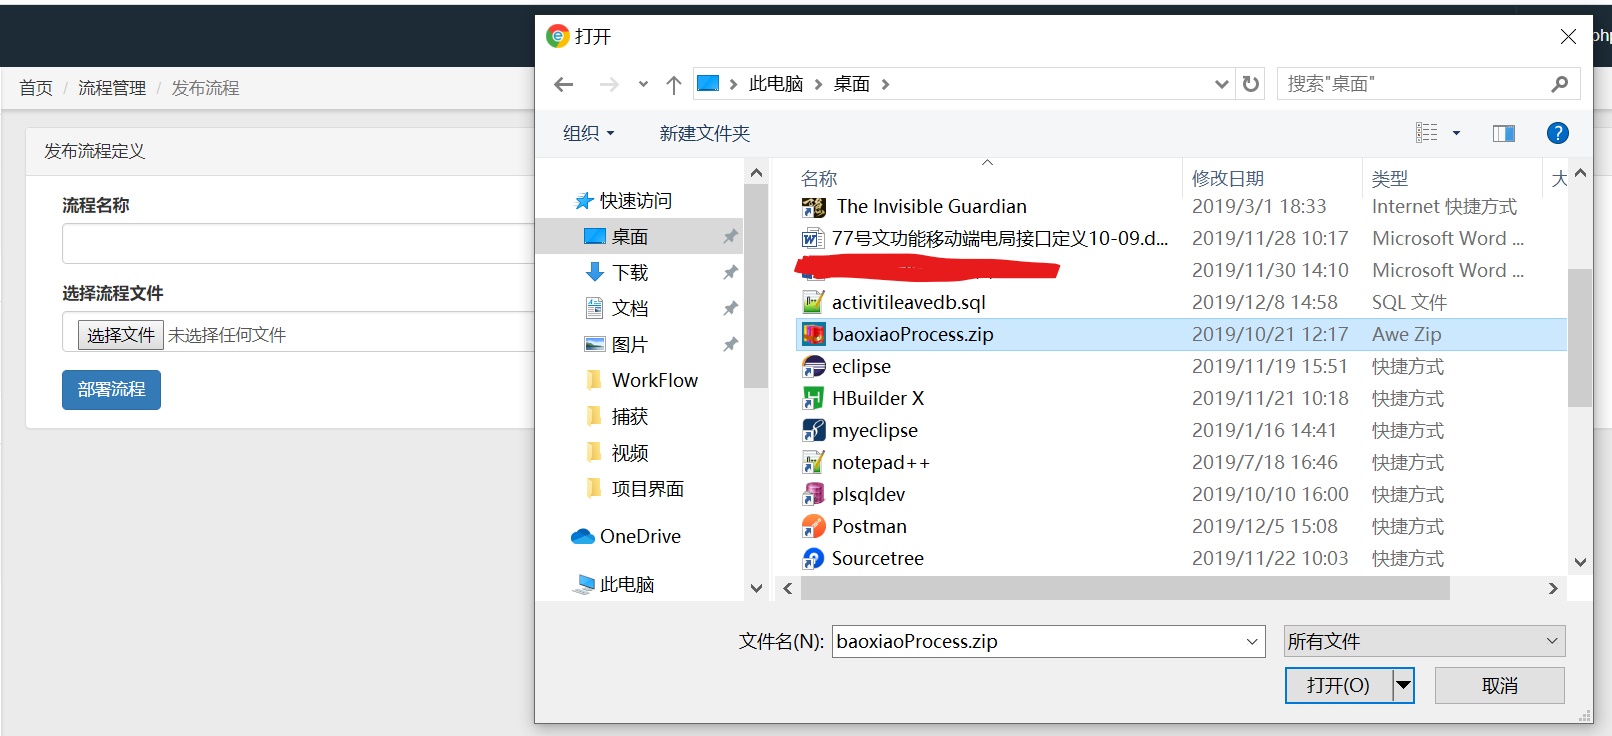 打开
php
首页 / 流程管理 / 发布流程
此电脑 桌面
搜索"桌面"
发布流程定义
组织 新建文件夹
流程名称
选择流程文件
选择文件 未选择任何文件
部署流程
快速访问
桌面
下载
文档
图片
WorkFlow
捕获
视频
项目界面
OneDrive
此电脑
名称 修改日期 类型 大
The Invisible Guardian 2019/3/1 18:33 Internet 快捷方式
77号文功能移动端电局接口定义10-09.d... 2019/11/28 10:17 Microsoft Word ...
2019/11/30 14:10 Microsoft Word ...
activitileavedb.sql 2019/12/8 14:58 SQL 文件
baoxiaoProcess.zip 2019/10/21 12:17 Awe Zip
eclipse 2019/11/19 15:51 快捷方式
HBuilder X 2019/11/21 10:18 快捷方式
myeclipse 2019/1/16 14:41 快捷方式
notepad++ 2019/7/18 16:46 快捷方式
plsqldev 2019/10/10 16:00 快捷方式
Postman 2019/12/5 15:08 快捷方式
Sourcetree 2019/11/22 10:03 快捷方式
文件名(N): baoxiaoProcess.zip 所有文件
打开(O) 取消